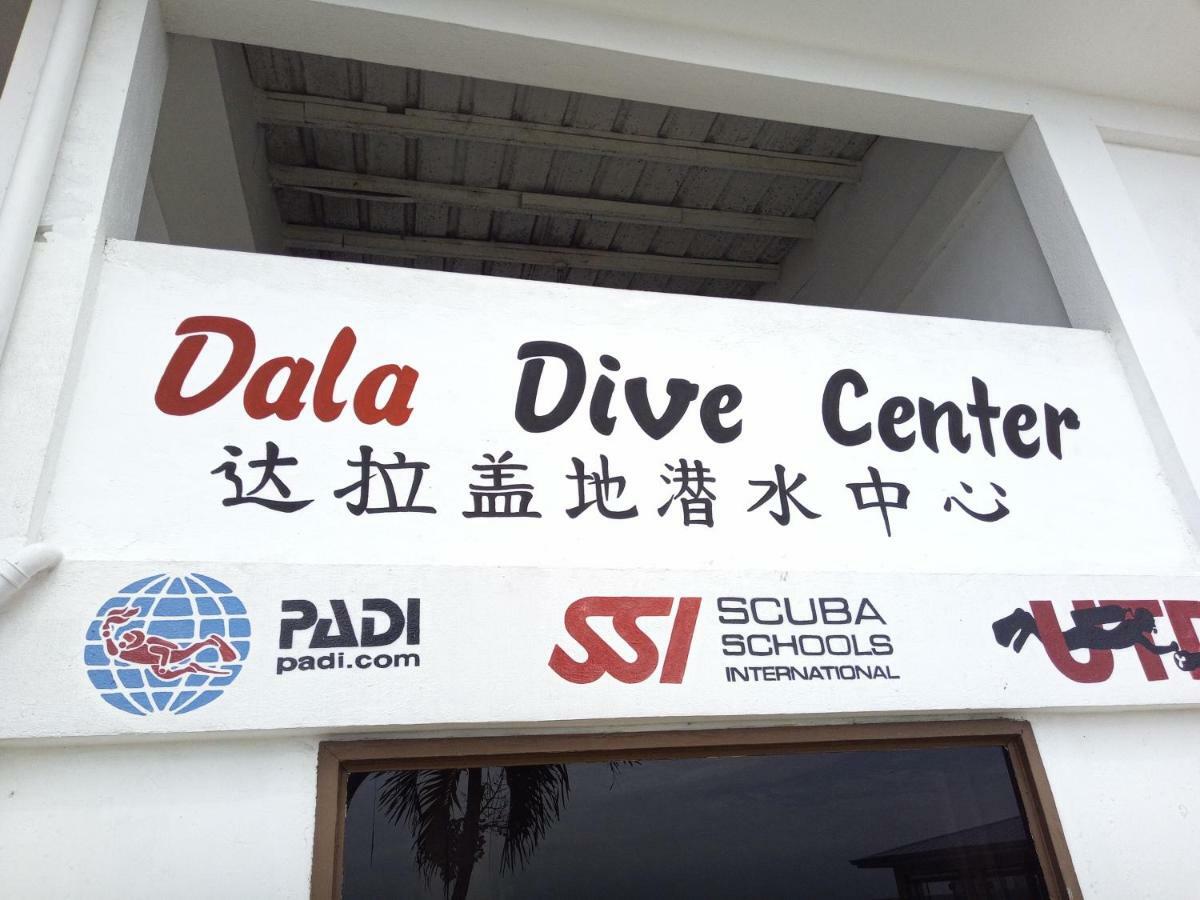 Dala Dive Center
达拉盖地潜水中心
PADI
padi.com
SSI
SCUBA
SCHOOLS
INTERNATIONAL